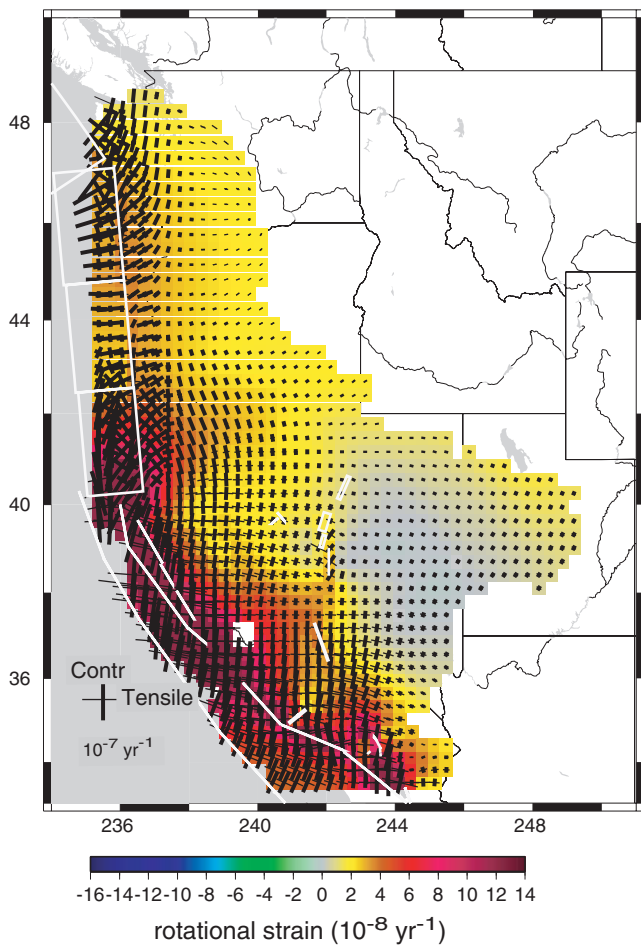 48
44
40
36
Contr
Tensile
10⁻⁷ yr⁻¹
236 240 244 248
-16 -14 -12 -10 -8 -6 -4 -2 0 2 4 6 8 10 12 14
rotational strain (10⁻⁸ yr⁻¹)